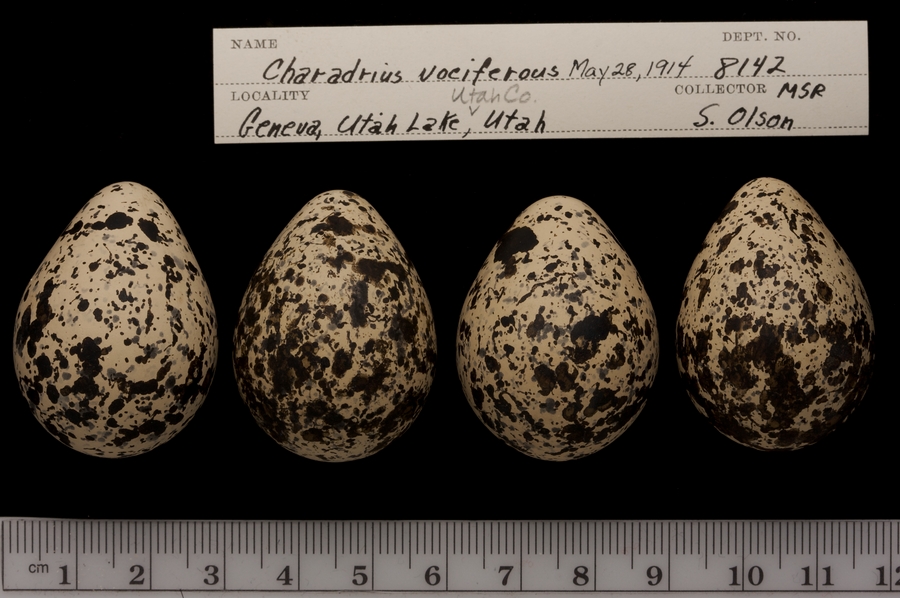 NAME DEPT. NO.
Charadrius vociferous May 28, 1914 8142
LOCALITY Utah Co. COLLECTOR MSR
Geneva, Utah Lake, Utah S. Olson
cm 1 2 3 4 5 6 7 8 9 10 11 12